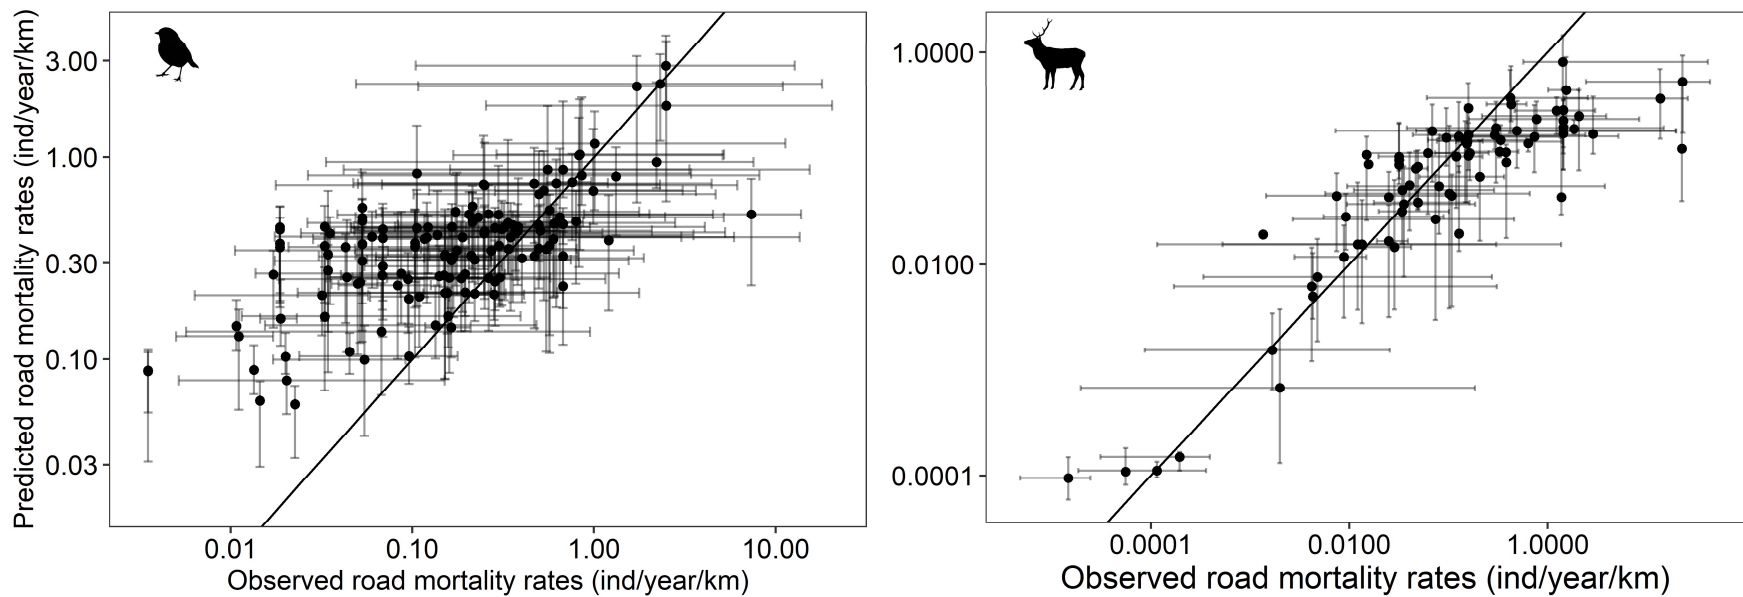 Predicted road mortality rates (ind/year/km)
3.00
1.00
0.30
0.10
0.03
0.01 0.10 1.00 10.00
Observed road mortality rates (ind/year/km)
1.0000
0.0100
0.0001
0.0001 0.0100 1.0000
Observed road mortality rates (ind/year/km)